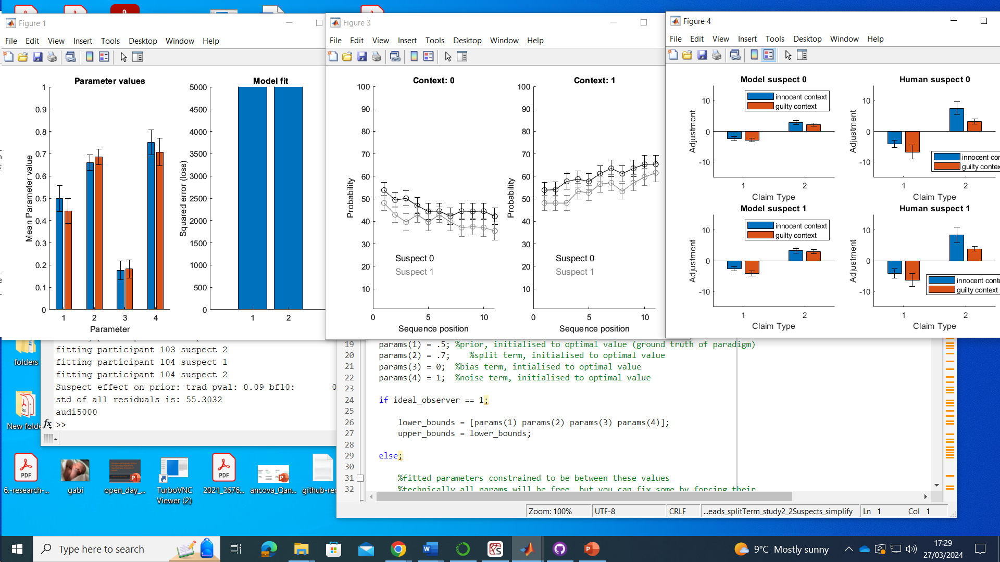 Figure 1
File Edit View Insert Tools Desktop Window Help
Parameter values
Mean Parameter value
1
0.9
0.8
0.7
0.6
0.5
0.4
0.3
0.2
0.1
0
1 2 3 4
Parameter
Model fit
Squared error (loss)
5000
4500
4000
3500
3000
2500
2000
1500
1000
500
0
1 2
Figure 3
File Edit View Insert Tools Desktop Window Help
Context: 0
Probability
100
90
80
70
60
50
40
30
20
10
Suspect 0
Suspect 1
0 5 10
Sequence position
Context: 1
Probability
100
90
80
70
60
50
40
30
20
10
Suspect 0
Suspect 1
0 5 10
Sequence position
Figure 4
File Edit View Insert Tools Desktop Window Help
Model suspect 0
innocent context
guilty context
Adjustment
10
0
-10
1 2
Claim Type
Human suspect 0
Adjustment
10
0
-10
innocent con
guilty contex
1 2
Claim Type
Model suspect 1
innocent context
guilty context
Adjustment
10
0
-10
1 2
Claim Type
Human suspect 1
Adjustment
10
0
-10
innocent conte
guilty context
1 2
Claim Type
fitting participant 103 suspect 2
fitting participant 104 suspect 1
fitting participant 104 suspect 2
Suspect effect on prior: trad pval: 0.09 bf10: 0
std of all residuals is: 55.3032
audi5000
fx >>
19 params(1) = .5; %prior, initialised to optimal value (ground truth of paradigm)
20 params(2) = .7; %split term, initialised to optimal value
21 params(3) = 0; %bias term, intialised to optimal value
22 params(4) = 1; %noise term, initialised to optimal value
23
24 if ideal_observer == 1;
25
26 lower_bounds = [params(1) params(2) params(3) params(4)];
27 upper_bounds = lower_bounds;
28
29 else;
30
31 %fitted parameters constrained to be between these values
32 %technically all params will be free, but you can fix some by forcing their
Zoom: 100% UTF-8 CRLF ...eads_splitTerm_study2_2Suspects_simplify Ln 1 Col 1
folders
New folde
PDF
6.-research-...
gabi
open_day_...
TurboVNC
Viewer (2)
PDF
2021_2676...
ancova_Qan...
github-rec
Type here to search
9°C Mostly sunny
17:29
27/03/2024